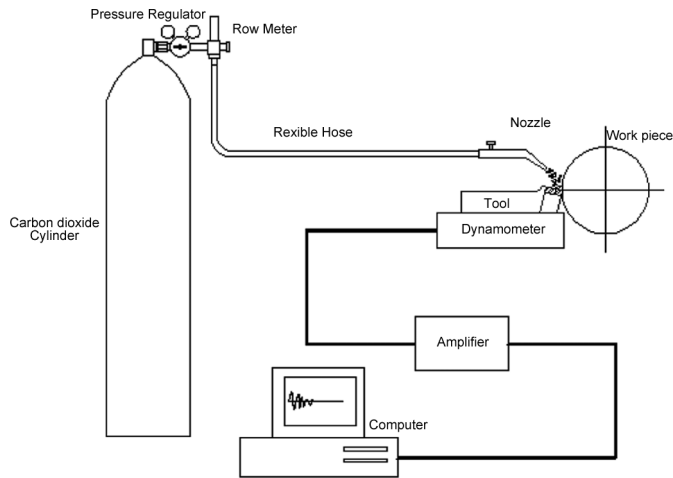 Pressure Regulator
Row Meter
Rexible Hose
Nozzle
Work piece
Tool
Dynamometer
Carbon dioxide
Cylinder
Amplifier
Computer